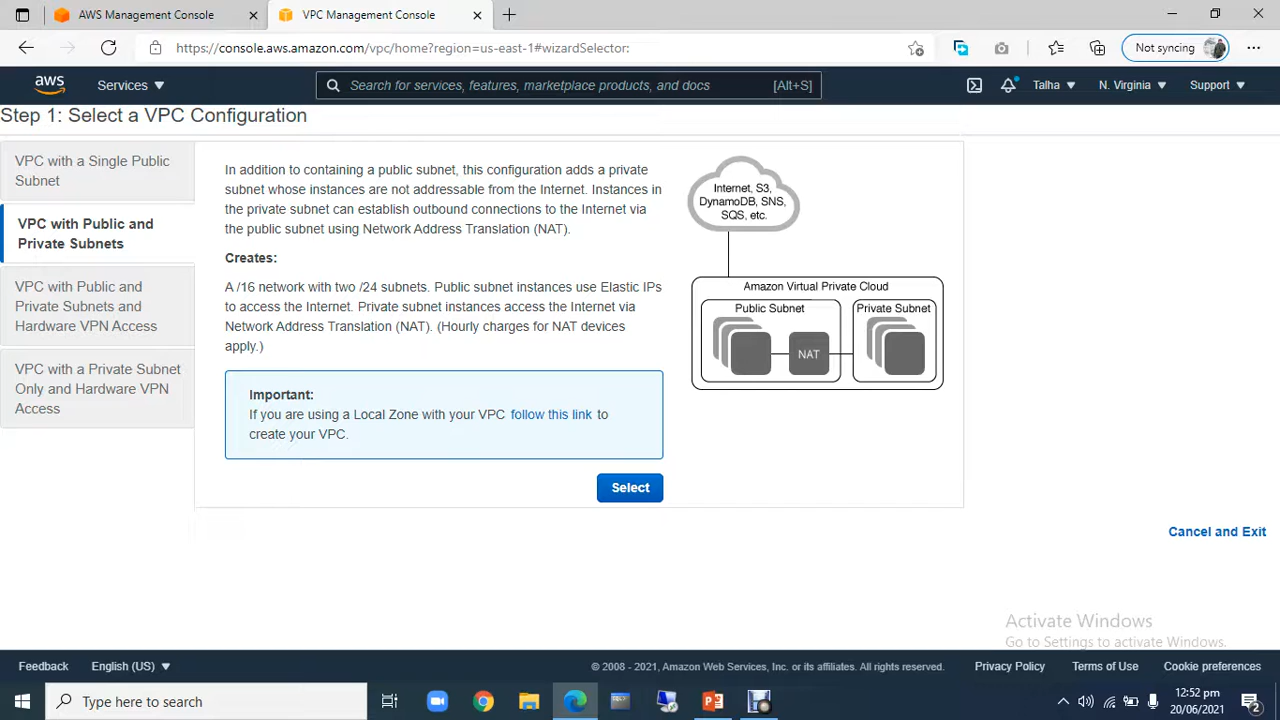 AWS Management Console
VPC Management Console
https://console.aws.amazon.com/vpc/home?region=us-east-1#wizardSelector:
Not syncing
aws
Services
Search for services, features, marketplace products, and docs
[Alt+S]
Talha
N. Virginia
Support
Step 1: Select a VPC Configuration
VPC with a Single Public
Subnet
VPC with Public and
Private Subnets
VPC with Public and
Private Subnets and
Hardware VPN Access
VPC with a Private Subnet
Only and Hardware VPN
Access
In addition to containing a public subnet, this configuration adds a private
subnet whose instances are not addressable from the Internet. Instances in
the private subnet can establish outbound connections to the Internet via
the public subnet using Network Address Translation (NAT).
Creates:
A /16 network with two /24 subnets. Public subnet instances use Elastic IPs
to access the Internet. Private subnet instances access the Internet via
Network Address Translation (NAT). (Hourly charges for NAT devices
apply.)
Important:
If you are using a Local Zone with your VPC follow this link to
create your VPC.
Select
Internet, S3,
DynamoDB, SNS,
SQS, etc.
Amazon Virtual Private Cloud
Public Subnet
Private Subnet
NAT
Cancel and Exit
Activate Windows
Go to Settings to activate Windows.
Feedback
English (US)
© 2008 - 2021, Amazon Web Services, Inc. or its affiliates. All rights reserved.
Privacy Policy
Terms of Use
Cookie preferences
Type here to search
12:52 pm
20/06/2021
2